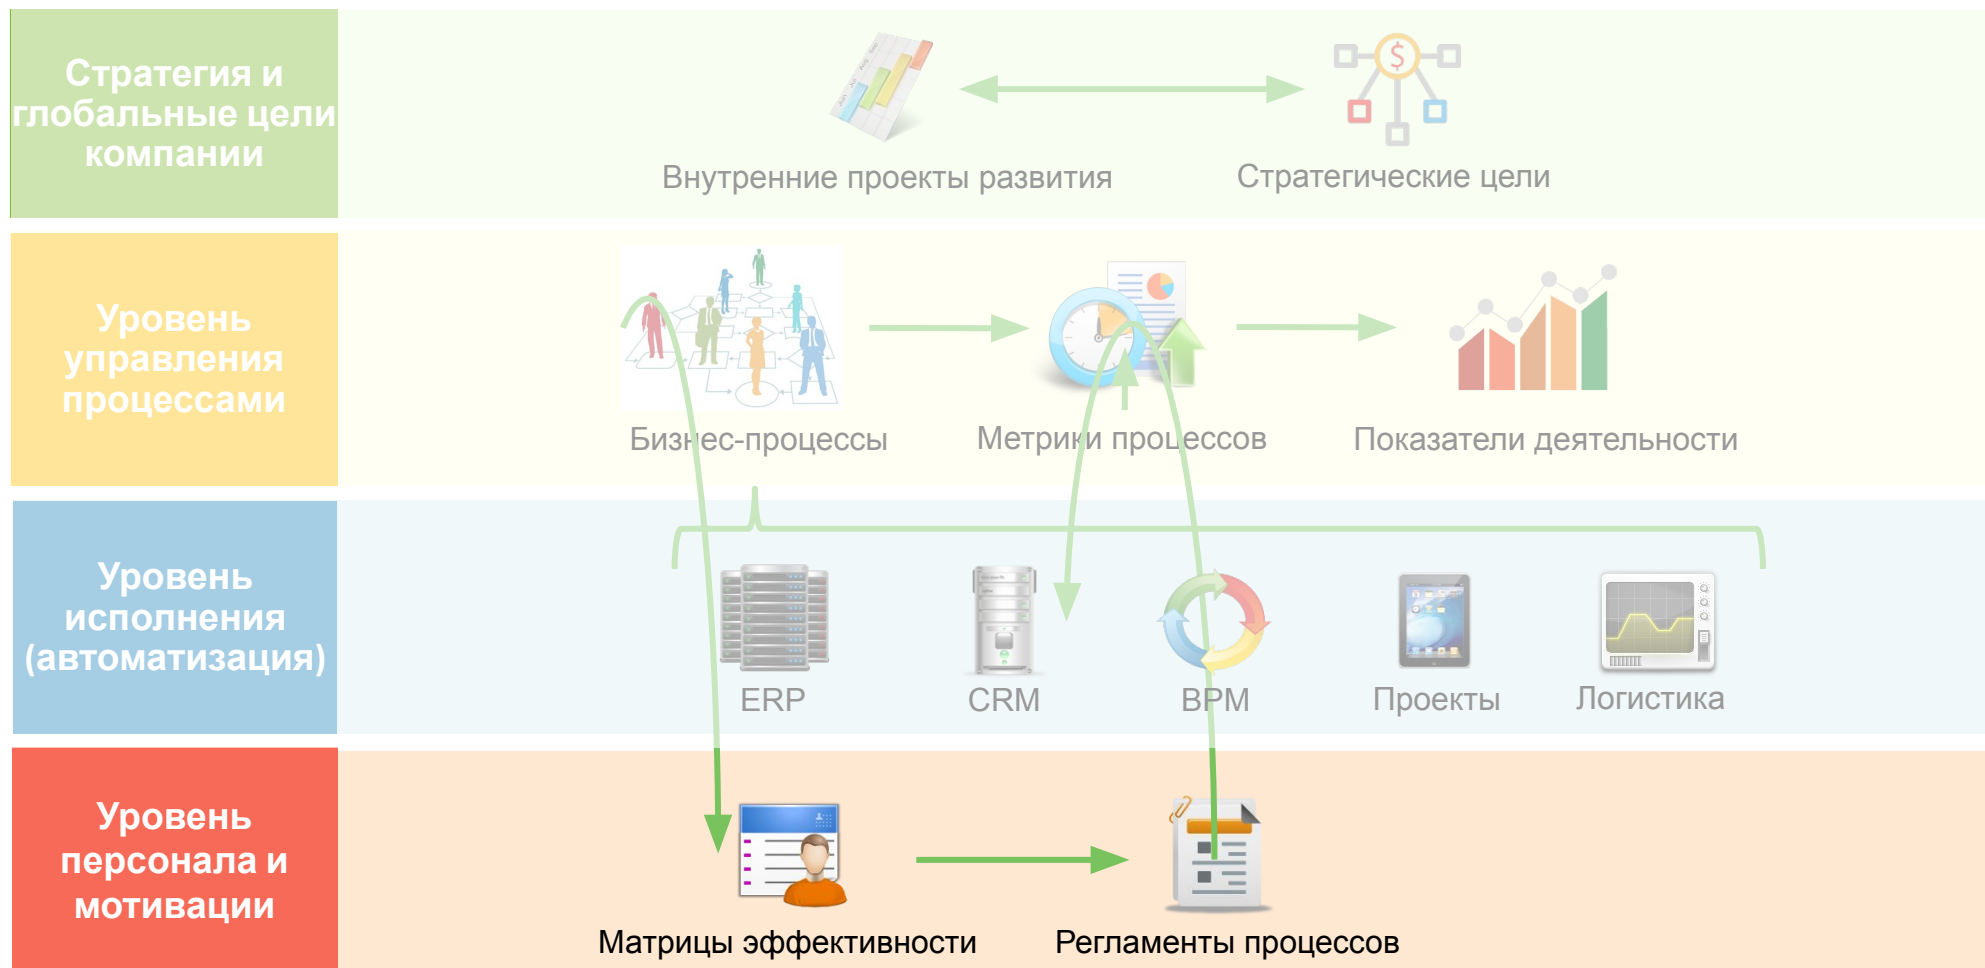 Стратегия и
глобальные цели
компании
Внутренние проекты развития
Стратегические цели
Уровень
управления
процессами
Бизнес-процессы
Метрики процессов
Показатели деятельности
Уровень
исполнения
(автоматизация)
ERP
CRM
BPM
Проекты
Логистика
Уровень
персонала и
мотивации
Матрицы эффективности
Регламенты процессов